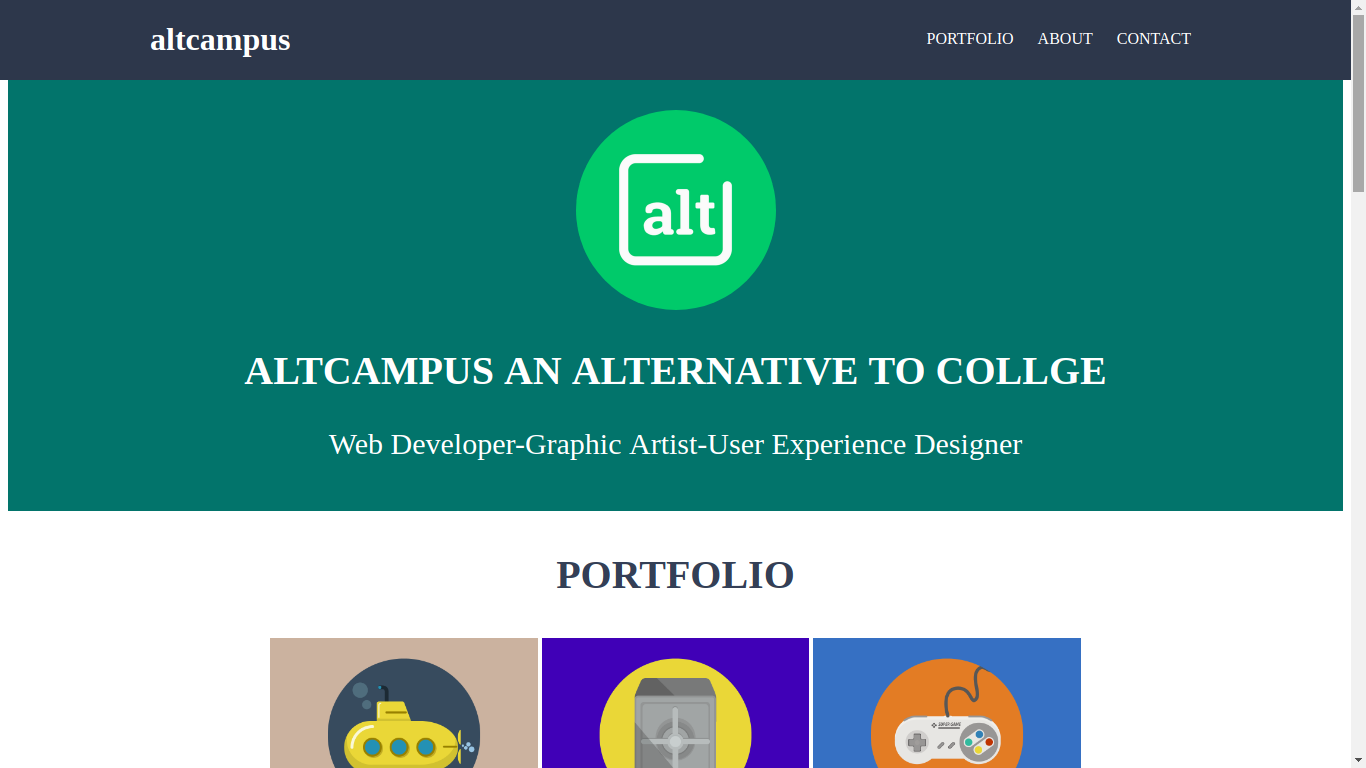 altcampus
PORTFOLIO ABOUT CONTACT
alt
ALTCAMPUS AN ALTERNATIVE TO COLLGE
Web Developer-Graphic Artist-User Experience Designer
PORTFOLIO